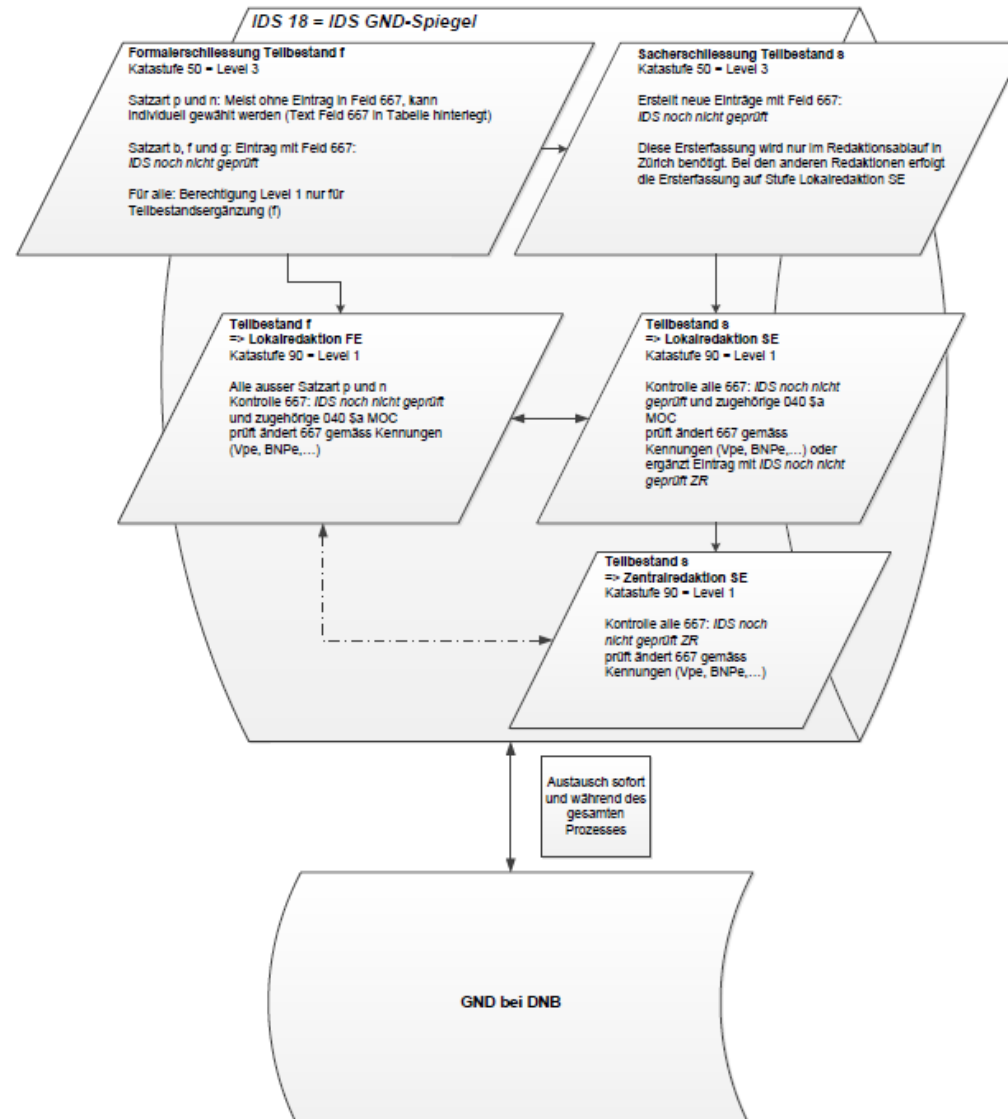 IDS 18 = IDS GND-Spiegel
Formalerschliessung Teilbestand f
Katastufe 50 = Level 3
Satzart p und n: Meist ohne Eintrag in Feld 667, kann
individuell gewählt werden (Text Feld 667 in Tabelle hinterlegt)
Satzart b, f und g: Eintrag mit Feld 667:
IDS noch nicht geprüft
Für alle: Berechtigung Level 1 nur für
Teilbestandsergänzung (f)
Sacherschliessung Teilbestand s
Katastufe 50 = Level 3
Erstellt neue Einträge mit Feld 667:
IDS noch nicht geprüft
Diese Ersterfassung wird nur im Redaktionsablauf in
Zürich benötigt. Bei den anderen Redaktionen erfolgt
die Ersterfassung auf Stufe Lokalredaktion SE
Teilbestand f
=> Lokalredaktion FE
Katastufe 90 = Level 1
Alle ausser Satzart p und n
Kontrolle 667: IDS noch nicht geprüft
und zugehörige 040 $a MOC
prüft ändert 667 gemäss Kennungen
(Vpe, BNPe,...)
Teilbestand s
=> Lokalredaktion SE
Katastufe 90 = Level 1
Kontrolle alle 667: IDS noch nicht
geprüft und zugehörige 040 $a
MOC
prüft ändert 667 gemäss
Kennungen (Vpe, BNPe,...) oder
ergänzt Eintrag mit IDS noch nicht
geprüft ZR
Teilbestand s
=> Zentralredaktion SE
Katastufe 90 = Level 1
Kontrolle alle 667: IDS noch
nicht geprüft ZR
prüft ändert 667 gemäss
Kennungen (Vpe, BNPe,...)
Austausch sofort
und während des
gesamten
Prozesses
GND bei DNB